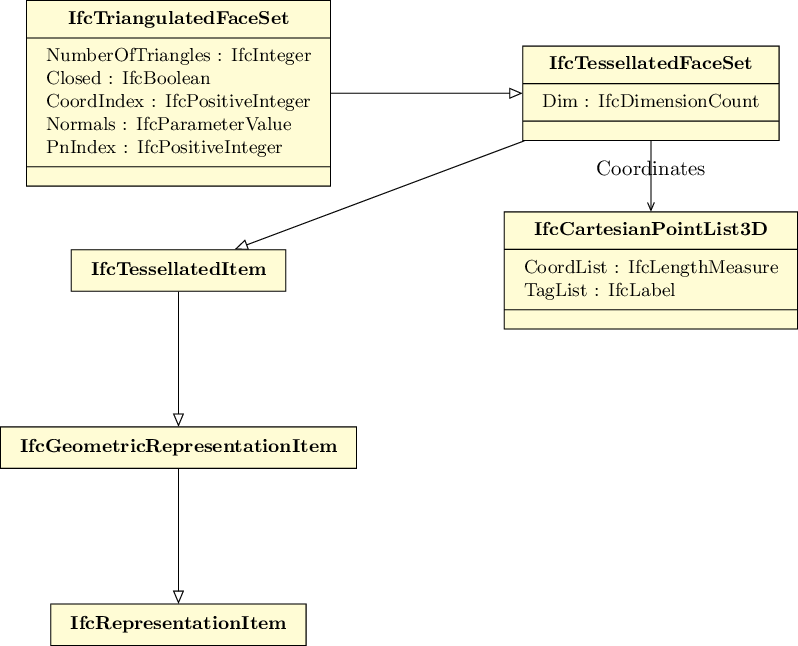 IfcTriangulatedFaceSet
NumberOfTriangles : IfcInteger
Closed : IfcBoolean
CoordIndex : IfcPositiveInteger
Normals : IfcParameterValue
PnIndex : IfcPositiveInteger
IfcTessellatedFaceSet
Dim : IfcDimensionCount
Coordinates
IfcCartesianPointList3D
CoordList : IfcLengthMeasure
TagList : IfcLabel
IfcTessellatedItem
IfcGeometricRepresentationItem
IfcRepresentationItem